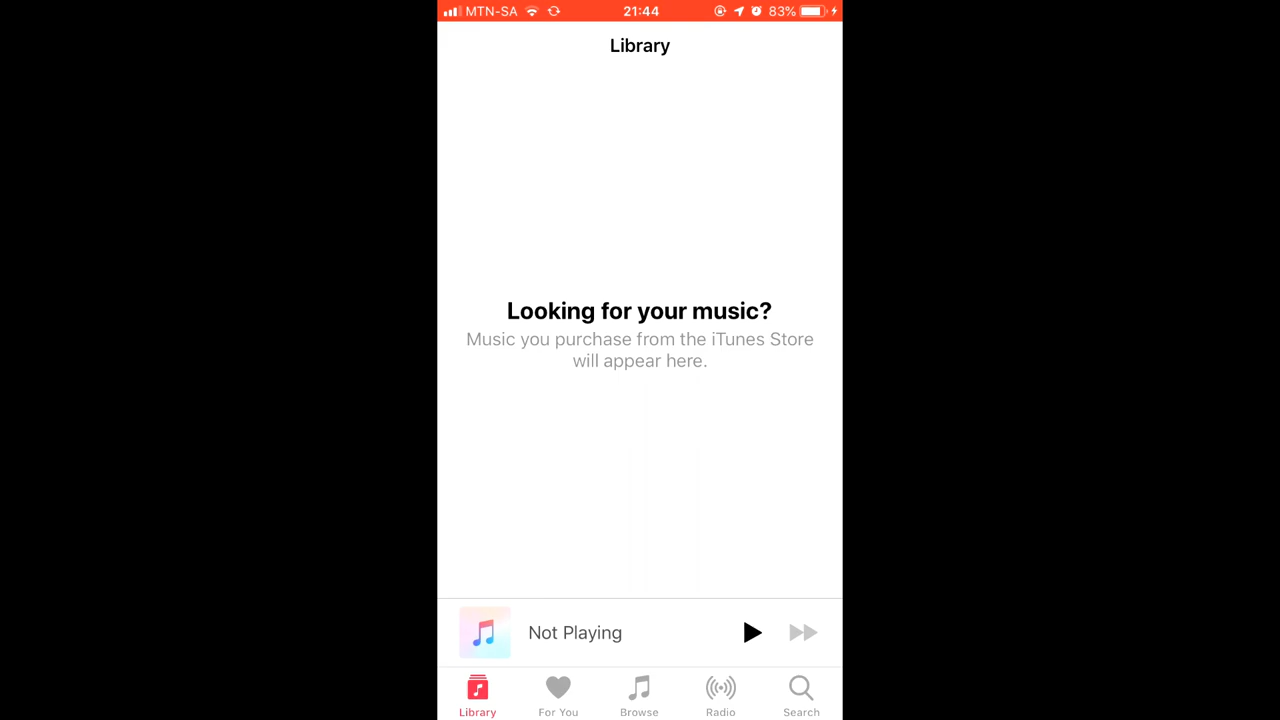 MTN-SA 21:44 83%
Library
Looking for your music?
Music you purchase from the iTunes Store
will appear here.
Not Playing
Library For You Browse Radio Search